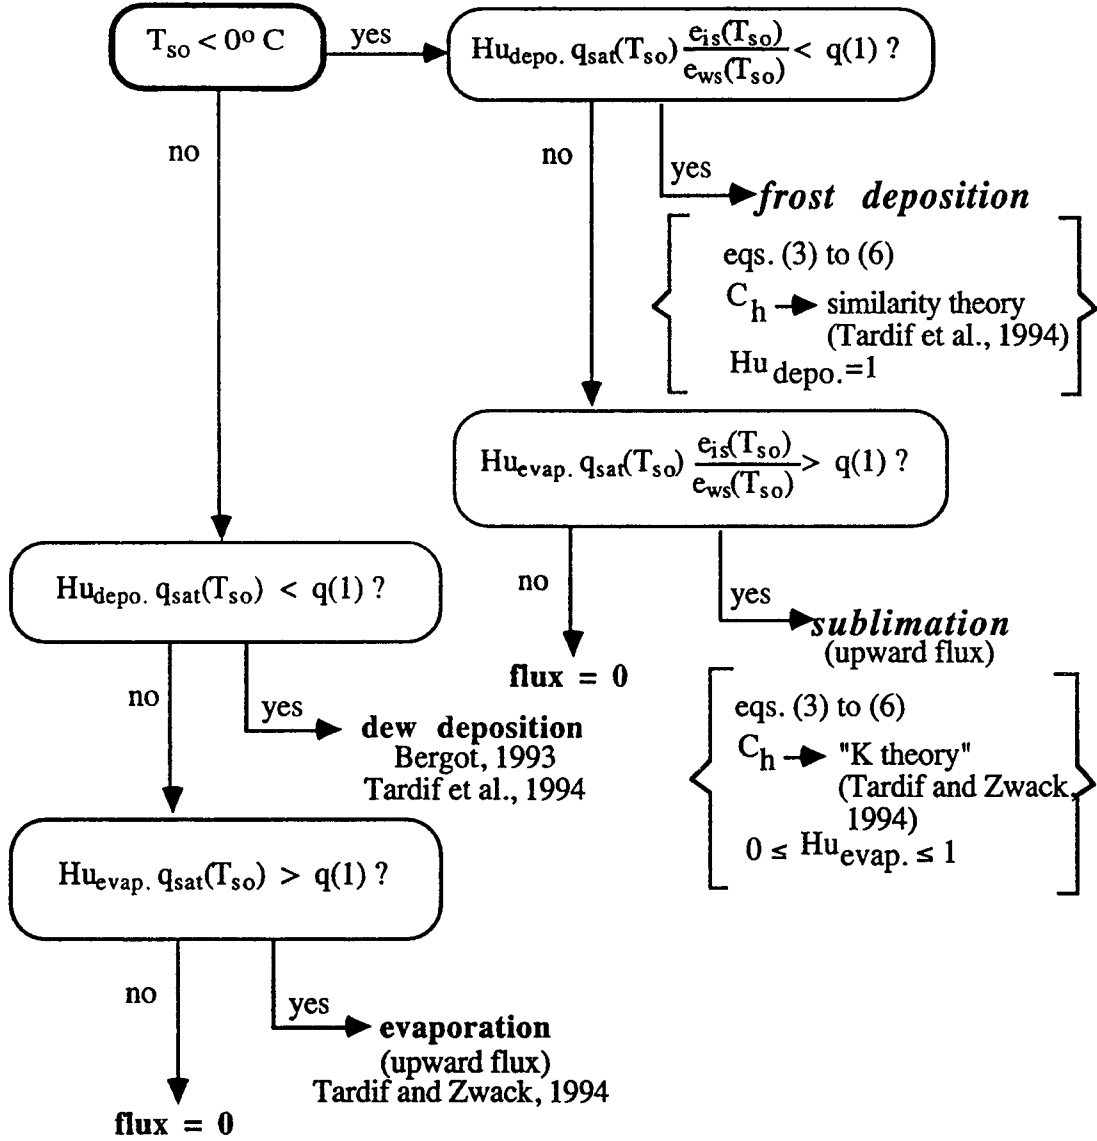 T_so < 0° C
yes
Hu_depo. q_sat(T_so) e_is(T_so)/e_ws(T_so) < q(1) ?
no
no
yes
frost deposition
eqs. (3) to (6)
C_h → similarity theory
(Tardif et al., 1994)
Hu_depo.=1
Hu_evap. q_sat(T_so) e_is(T_so)/e_ws(T_so) > q(1) ?
no
yes
sublimation
(upward flux)
flux = 0
eqs. (3) to (6)
C_h → "K theory"
(Tardif and Zwack,
1994)
0 ≤ Hu_evap. ≤ 1
Hu_depo. q_sat(T_so) < q(1) ?
no
yes
dew deposition
Bergot, 1993
Tardif et al., 1994
Hu_evap. q_sat(T_so) > q(1) ?
no
yes
evaporation
(upward flux)
Tardif and Zwack, 1994
flux = 0